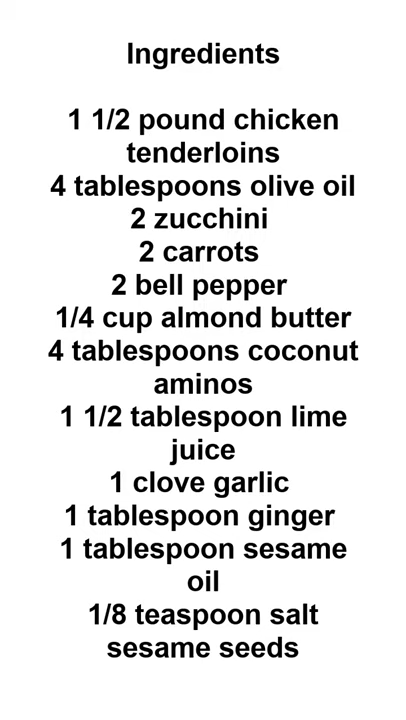 Ingredients
1 1/2 pound chicken
tenderloins
4 tablespoons olive oil
2 zucchini
2 carrots
2 bell pepper
1/4 cup almond butter
4 tablespoons coconut
aminos
1 1/2 tablespoon lime
juice
1 clove garlic
1 tablespoon ginger
1 tablespoon sesame
oil
1/8 teaspoon salt
sesame seeds